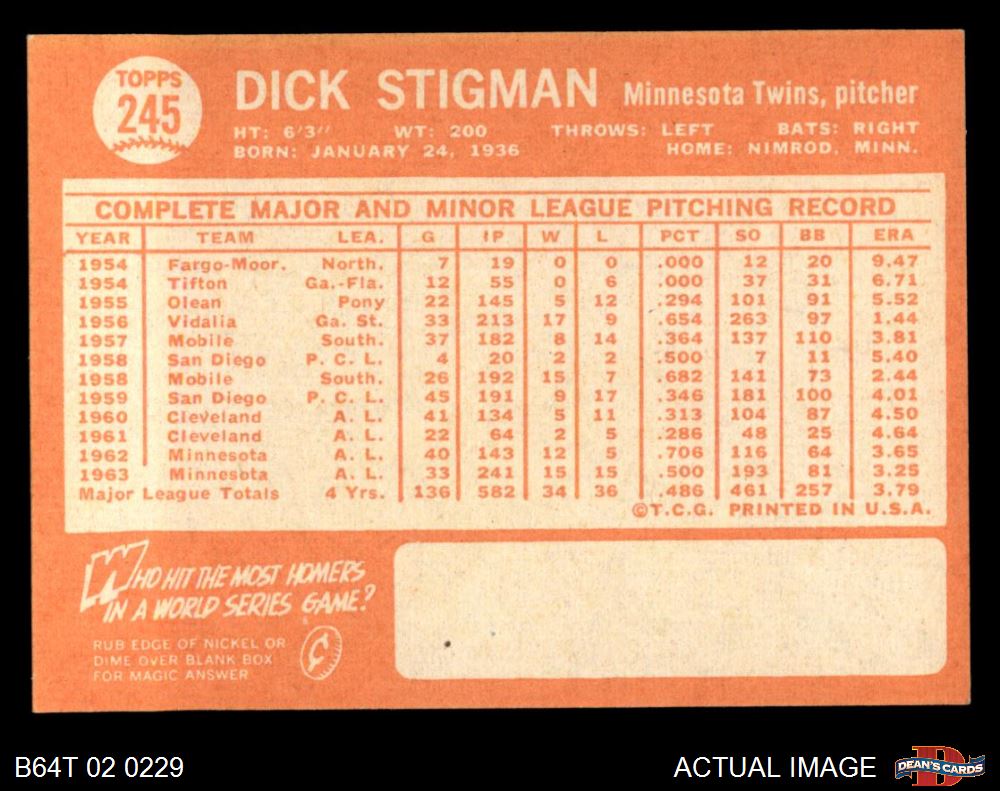 TOPPS
245
DICK STIGMAN Minnesota Twins, pitcher
HT: 6'3" WT: 200 THROWS: LEFT BATS: RIGHT
BORN: JANUARY 24, 1936 HOME: NIMROD, MINN.
COMPLETE MAJOR AND MINOR LEAGUE PITCHING RECORD
YEAR TEAM LEA. G IP W L PCT SO BB ERA
1954 Fargo-Moor. North. 7 19 0 0 .000 12 20 9.47
1954 Tifton Ga.-Fla. 12 55 0 6 .000 37 31 6.71
1955 Olean Pony 22 145 5 12 .294 101 91 5.52
1956 Vidalia Ga. St. 33 213 17 9 .654 263 97 1.44
1957 Mobile South. 37 182 8 14 .364 137 110 3.81
1958 San Diego P. C. L. 4 20 2 2 .500 7 11 5.40
1958 Mobile South. 26 192 15 7 .682 141 73 2.44
1959 San Diego P. C. L. 45 191 9 17 .346 181 100 4.01
1960 Cleveland A. L. 41 134 5 11 .313 104 87 4.50
1961 Cleveland A. L. 22 64 2 5 .286 48 25 4.64
1962 Minnesota A. L. 40 143 12 5 .706 116 64 3.65
1963 Minnesota A. L. 33 241 15 15 .500 193 81 3.25
Major League Totals 4 Yrs. 136 582 34 36 .486 461 257 3.79
©T.C.G. PRINTED IN U.S.A.
WHO HIT THE MOST HOMERS
IN A WORLD SERIES GAME?
RUB EDGE OF NICKEL OR
DIME OVER BLANK BOX
FOR MAGIC ANSWER
¢
B64T 02 0229 ACTUAL IMAGE
D
DEAN'S CARDS